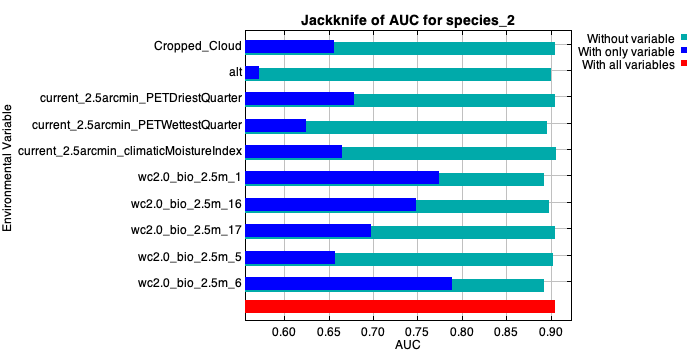 Jackknife of AUC for species_2
Without variable
With only variable
With all variables
Environmental Variable
Cropped_Cloud
alt
current_2.5arcmin_PETDriestQuarter
current_2.5arcmin_PETWettestQuarter
current_2.5arcmin_climaticMoistureIndex
wc2.0_bio_2.5m_1
wc2.0_bio_2.5m_16
wc2.0_bio_2.5m_17
wc2.0_bio_2.5m_5
wc2.0_bio_2.5m_6
0.60 0.65 0.70 0.75 0.80 0.85 0.90
AUC